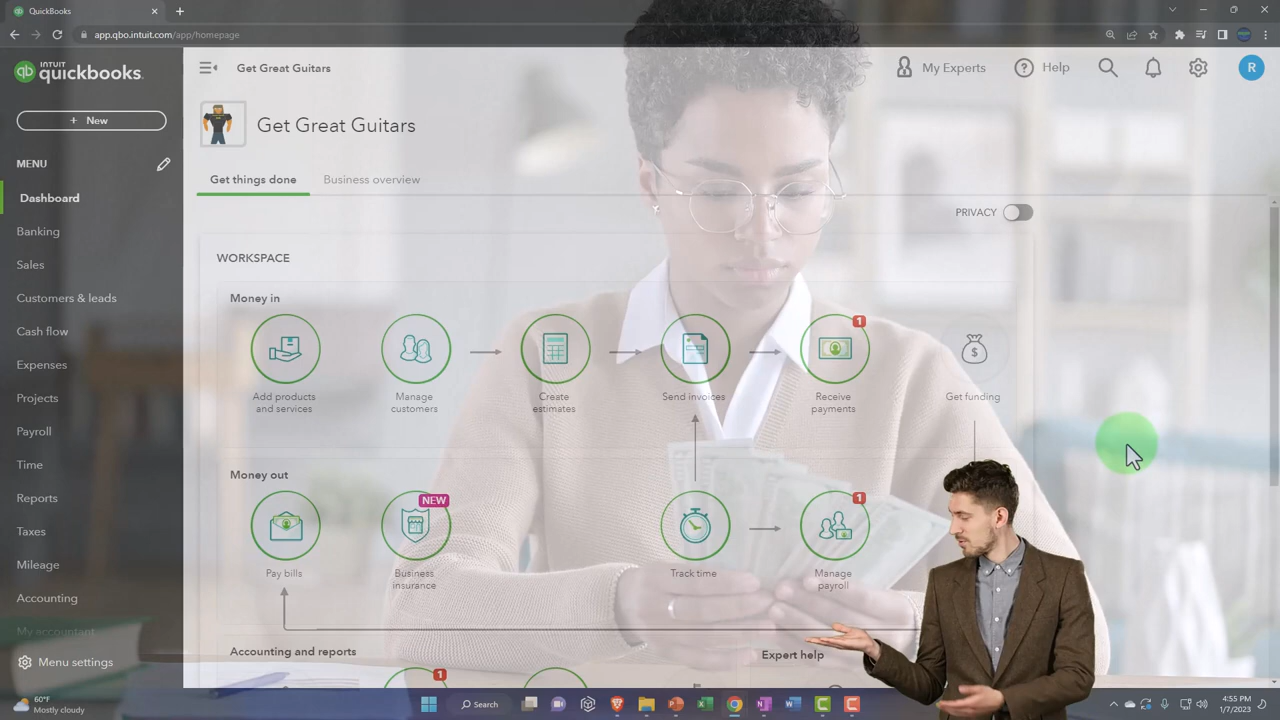 QuickBooks
app.qbo.intuit.com/app/homepage
INTUIT
quickbooks.
Get Great Guitars
My Experts
Help
R
+ New
Get Great Guitars
MENU
Get things done
Business overview
Dashboard
PRIVACY
Banking
Sales
WORKSPACE
Customers & leads
Money in
Cash flow
1
Expenses
Projects
Add products
and services
Manage
customers
Create
estimates
Send invoices
Receive
payments
Get funding
Payroll
Time
Money out
Reports
NEW
1
Taxes
Mileage
Pay bills
Business
insurance
Track time
Manage
payroll
Accounting
My accountant
Accounting and reports
Expert help
Menu settings
1
60°F
Mostly cloudy
Search
4:55 PM
1/7/2023